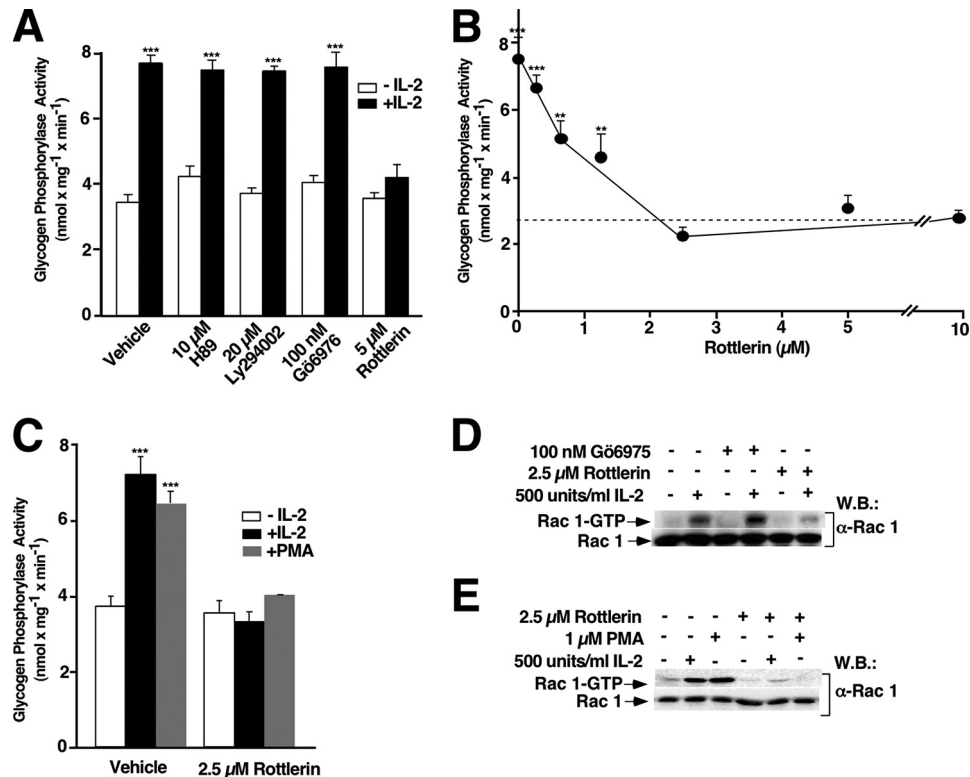 A
Glycogen Phosphorylase Activity
(nmol x mg-1 x min-1)
8
6
4
2
0
***
***
***
***
- IL-2
+IL-2
Vehicle
10 µM
H89
20 µM
Ly294002
100 nM
Gö6976
5 µM
Rottlerin
B
Glycogen Phosphorylase Activity
(nmol x mg-1 x min-1)
8
6
4
2
0
***
***
**
**
0 1 2 3 4 5 10
Rottlerin (µM)
C
Glycogen Phosphorylase Activity
(nmol x mg-1 x min-1)
8
6
4
2
0
***
***
- IL-2
+IL-2
+PMA
Vehicle
2.5 µM Rottlerin
D
100 nM Gö6975 - - + + - -
2.5 µM Rottlerin - - - - + +
500 units/ml IL-2 - + - + - +
W.B.:
Rac 1-GTP
Rac 1
α-Rac 1
E
2.5 µM Rottlerin - - - + + +
1 µM PMA - - + - - +
500 units/ml IL-2 - + - - + -
W.B.:
Rac 1-GTP
Rac 1
α-Rac 1